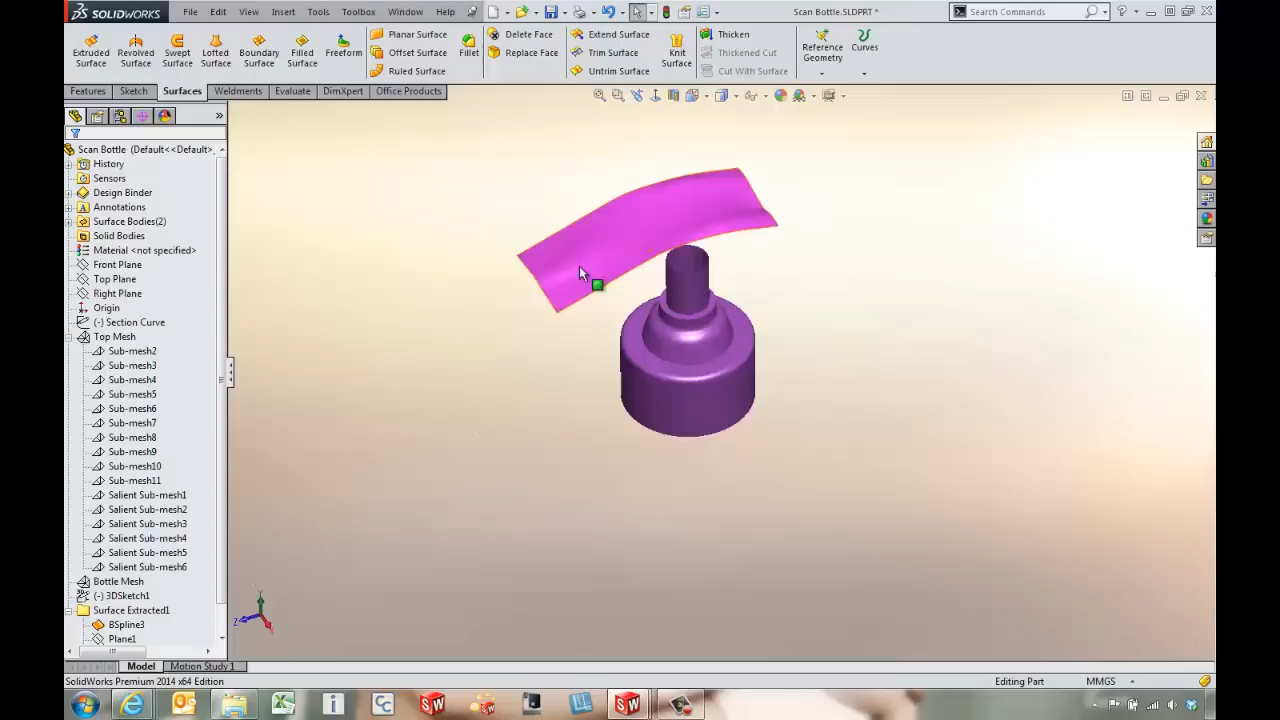 SOLIDWORKS File Edit View Insert Tools Toolbox Window Help Scan Bottle.SLDPRT * Search Commands
Extruded Surface
Revolved Surface
Swept Surface
Lofted Surface
Boundary Surface
Filled Surface
Freeform
Planar Surface
Offset Surface
Ruled Surface
Fillet
Delete Face
Replace Face
Extend Surface
Trim Surface
Untrim Surface
Knit Surface
Thicken
Thickened Cut
Cut With Surface
Reference Geometry
Curves
Features Sketch Surfaces Weldments Evaluate DimXpert Office Products
Scan Bottle (Default<<Default>
History
Sensors
Design Binder
Annotations
Surface Bodies(2)
Solid Bodies
Material <not specified>
Front Plane
Top Plane
Right Plane
Origin
(-) Section Curve
Top Mesh
Sub-mesh2
Sub-mesh3
Sub-mesh4
Sub-mesh5
Sub-mesh6
Sub-mesh7
Sub-mesh8
Sub-mesh9
Sub-mesh10
Sub-mesh11
Salient Sub-mesh1
Salient Sub-mesh2
Salient Sub-mesh3
Salient Sub-mesh4
Salient Sub-mesh5
Salient Sub-mesh6
Bottle Mesh
(-) 3DSketch1
Surface Extracted1
BSpline3
Plane1
Y
Z
X
Model Motion Study 1
SolidWorks Premium 2014 x64 Edition Editing Part MMGS